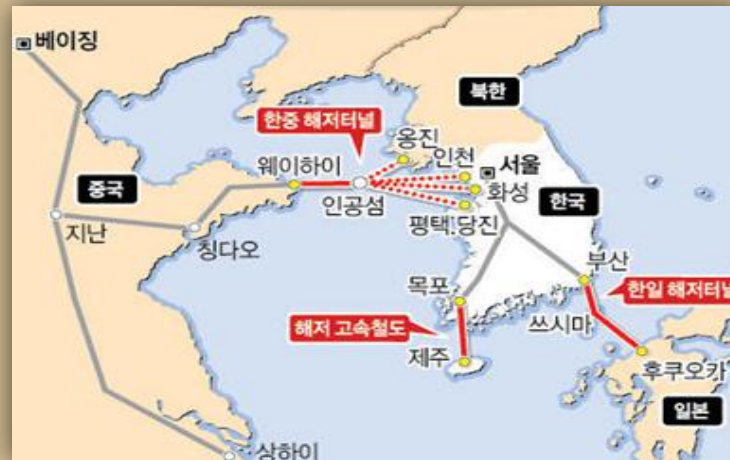 베이징
북한
한중 해저터널
옹진
인천
서울
웨이하이
화성
중국
인공섬
한국
평택.당진
지난
칭다오
부산
목포
한일 해저터널
쓰시마
해저 고속철도
제주
후쿠오카
일본
상하이